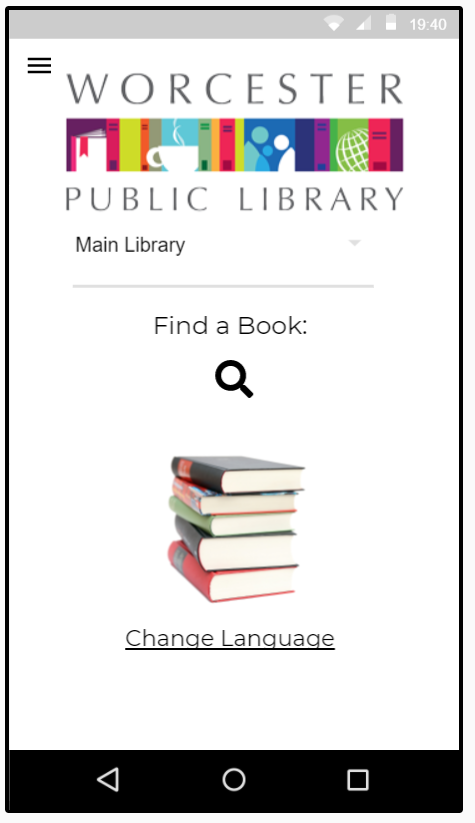 19:40
WORCESTER
PUBLIC LIBRARY
Main Library
Find a Book:
Change Language